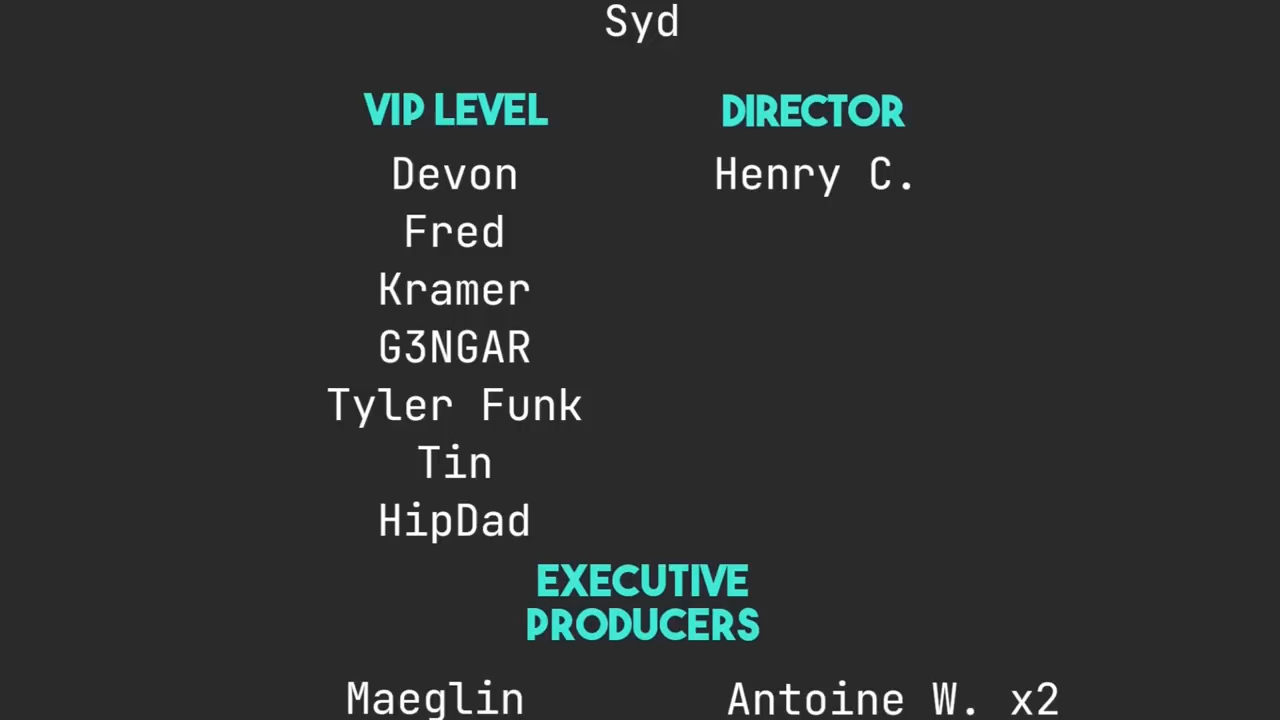 Syd
VIP LEVEL
Devon
Fred
Kramer
G3NGAR
Tyler Funk
Tin
HipDad
DIRECTOR
Henry C.
EXECUTIVE
PRODUCERS
Maeglin
Antoine W. x2